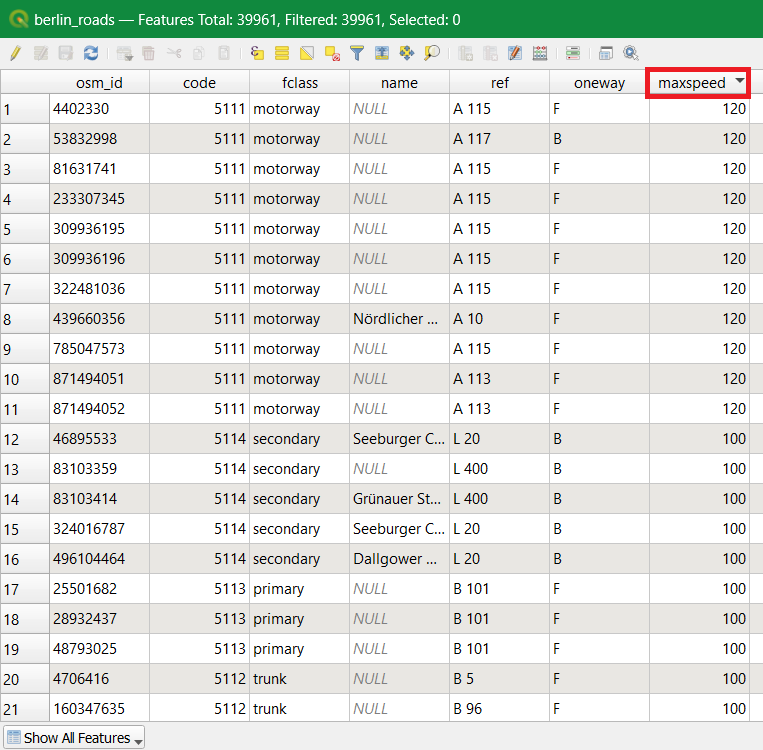 berlin_roads — Features Total: 39961, Filtered: 39961, Selected: 0
osm_id code fclass name ref oneway maxspeed
1 4402330 5111 motorway NULL A 115 F 120
2 53832998 5111 motorway NULL A 117 B 120
3 81631741 5111 motorway NULL A 115 F 120
4 233307345 5111 motorway NULL A 115 F 120
5 309936195 5111 motorway NULL A 115 F 120
6 309936196 5111 motorway NULL A 115 F 120
7 322481036 5111 motorway NULL A 115 F 120
8 439660356 5111 motorway Nördlicher ... A 10 F 120
9 785047573 5111 motorway NULL A 115 F 120
10 871494051 5111 motorway NULL A 113 F 120
11 871494052 5111 motorway NULL A 113 F 120
12 46895533 5114 secondary Seeburger C... L 20 B 100
13 83103359 5114 secondary NULL L 400 B 100
14 83103414 5114 secondary Grünauer St... L 400 B 100
15 324016787 5114 secondary Seeburger C... L 20 B 100
16 496104464 5114 secondary Dallgower ... L 20 B 100
17 25501682 5113 primary NULL B 101 F 100
18 28932437 5113 primary NULL B 101 F 100
19 48793025 5113 primary NULL B 101 F 100
20 4706416 5112 trunk NULL B 5 F 100
21 160347635 5112 trunk NULL B 96 F 100
Show All Features